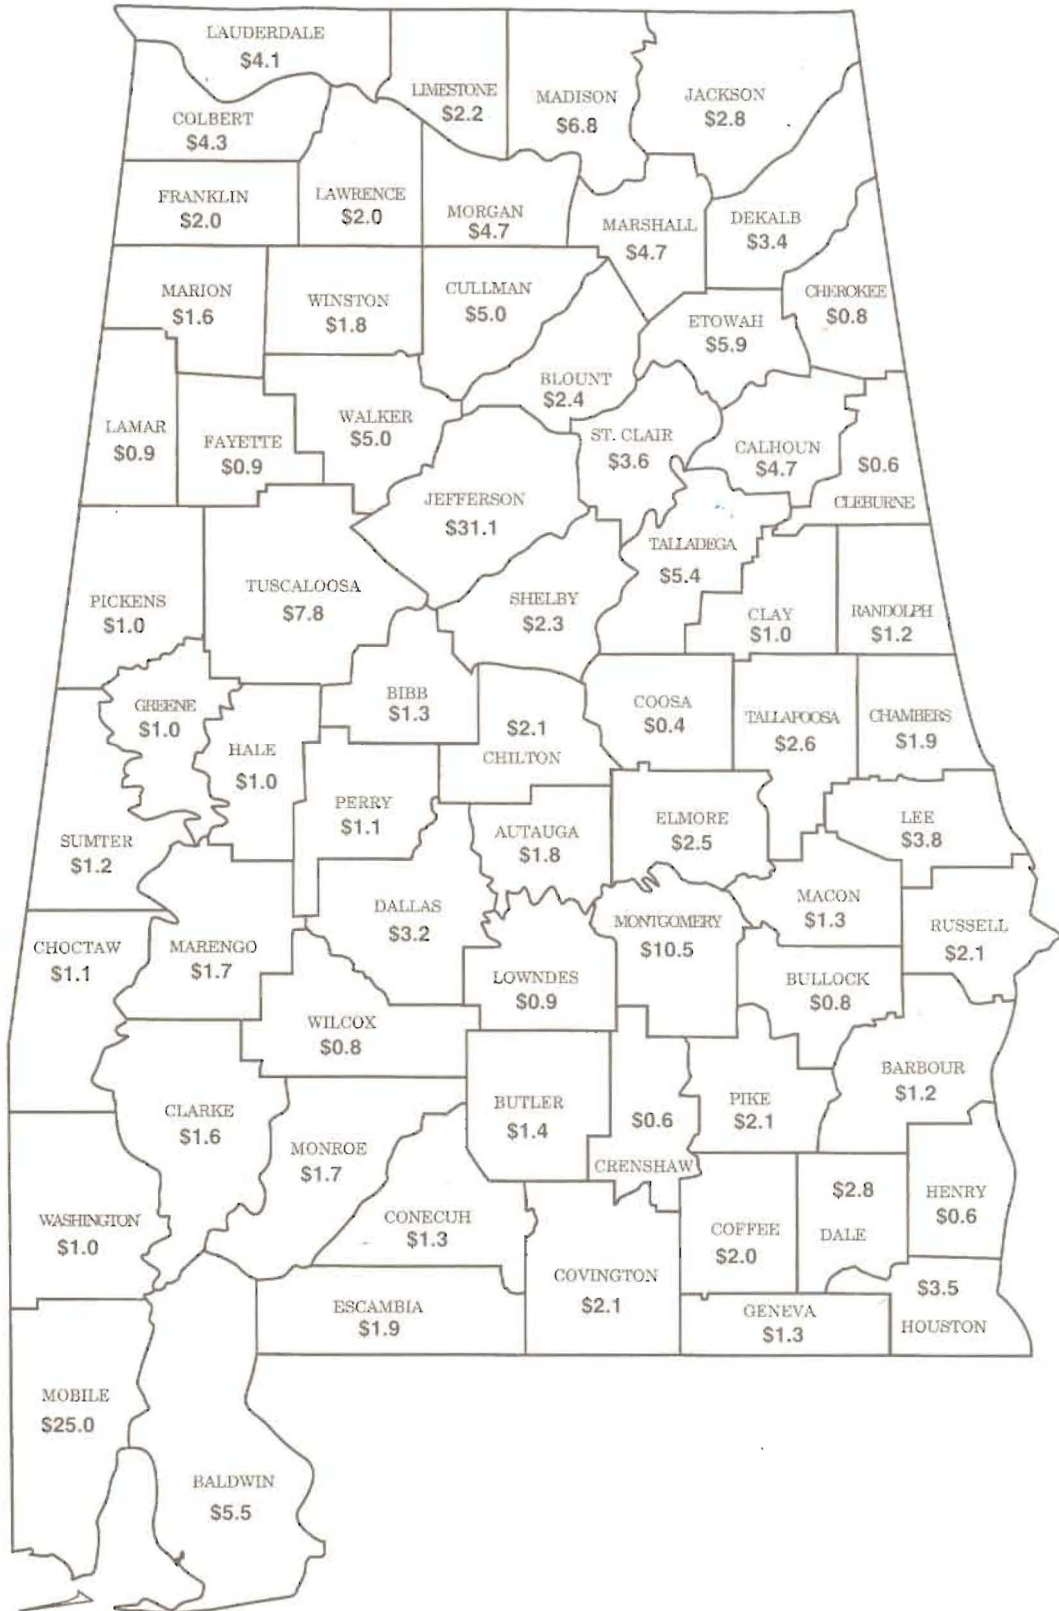 LAUDERDALE
$4.1
LIMESTONE
$2.2
MADISON
$6.8
JACKSON
$2.8
COLBERT
$4.3
FRANKLIN
$2.0
LAWRENCE
$2.0
MORGAN
$4.7
MARSHALL
$4.7
DEKALB
$3.4
MARION
$1.6
WINSTON
$1.8
CULLMAN
$5.0
ETOWAH
$5.9
CHEROKEE
$0.8
BLOUNT
$2.4
LAMAR
$0.9
FAYETTE
$0.9
WALKER
$5.0
ST. CLAIR
$3.6
CALHOUN
$4.7
$0.6
CLEBURNE
JEFFERSON
$31.1
TALLADEGA
$5.4
PICKENS
$1.0
TUSCALOOSA
$7.8
SHELBY
$2.3
CLAY
$1.0
RANDOLPH
$1.2
GREENE
$1.0
HALE
$1.0
BIBB
$1.3
$2.1
CHILTON
COOSA
$0.4
TALLAPOOSA
$2.6
CHAMBERS
$1.9
SUMTER
$1.2
PERRY
$1.1
AUTAUGA
$1.8
ELMORE
$2.5
LEE
$3.8
MACON
$1.3
RUSSELL
$2.1
CHOCTAW
$1.1
MARENGO
$1.7
DALLAS
$3.2
LOWNDES
$0.9
MONTGOMERY
$10.5
BULLOCK
$0.8
WILCOX
$0.8
BARBOUR
$1.2
CLARKE
$1.6
MONROE
$1.7
BUTLER
$1.4
$0.6
CRENSHAW
PIKE
$2.1
WASHINGTON
$1.0
CONECUH
$1.3
COFFEE
$2.0
$2.8
DALE
HENRY
$0.6
ESCAMBIA
$1.9
COVINGTON
$2.1
GENEVA
$1.3
$3.5
HOUSTON
MOBILE
$25.0
BALDWIN
$5.5